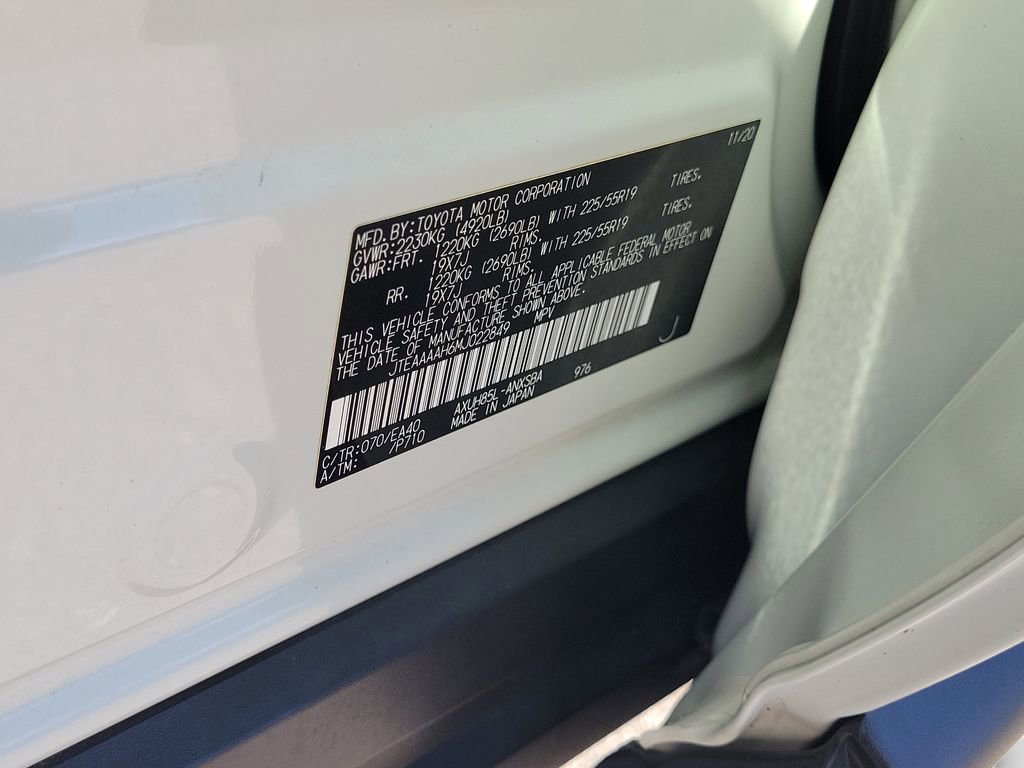 11/20
MFD. BY: TOYOTA MOTOR CORPORATION
GVWR: 2230KG (4920LB)
GAWR: FRT. 1220KG (2690LB) WITH 225/55R19 TIRES.
19X7J RIMS.
RR. 1220KG (2690LB) WITH 225/55R19 TIRES.
19X7J RIMS.
THIS VEHICLE CONFORMS TO ALL APPLICABLE FEDERAL MOTOR
VEHICLE SAFETY AND THEFT PREVENTION STANDARDS IN EFFECT ON
THE DATE OF MANUFACTURE SHOWN ABOVE.
JTEAAAAH6MJ022849 MPV
J
C/TR: 070/EA40 AXUH85L-ANXSBA 976
A/TM: /P710 MADE IN JAPAN